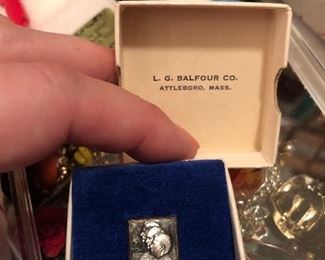 L. G. BALFOUR CO.
ATTLEBORO, MASS.